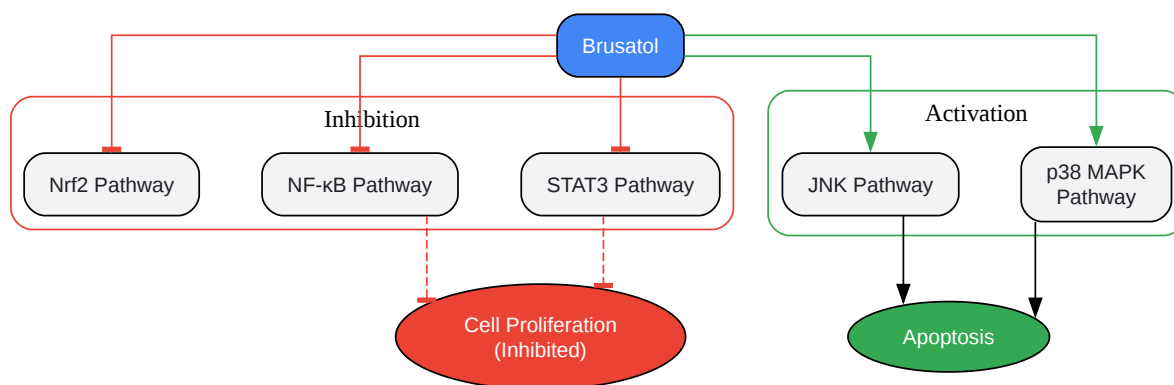 Brusatol
Inhibition
Activation
Nrf2 Pathway
NF-κB Pathway
STAT3 Pathway
JNK Pathway
p38 MAPK
Pathway
Cell Proliferation
(Inhibited)
Apoptosis